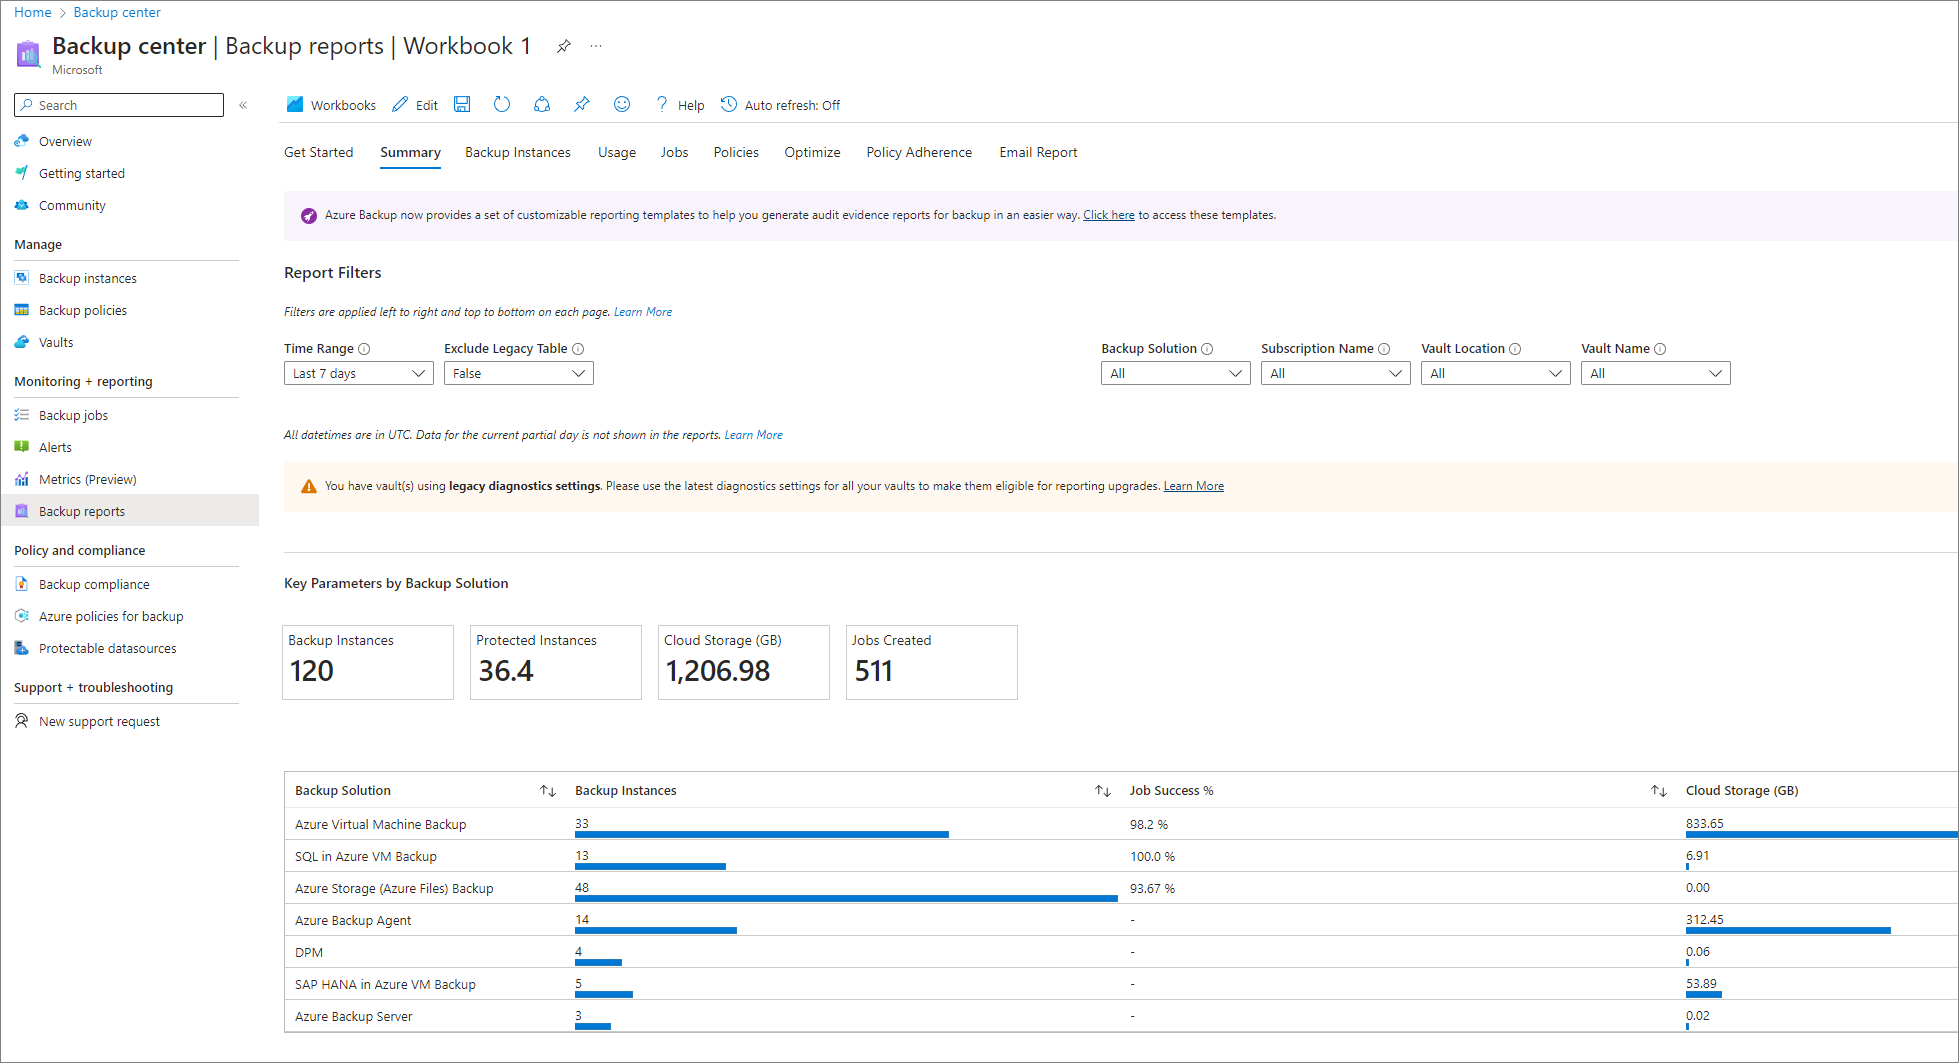 Home > Backup center
Backup center | Backup reports | Workbook 1
Microsoft
Search
Overview
Getting started
Community
Manage
Backup instances
Backup policies
Vaults
Monitoring + reporting
Backup jobs
Alerts
Metrics (Preview)
Backup reports
Policy and compliance
Backup compliance
Azure policies for backup
Protectable datasources
Support + troubleshooting
New support request
Workbooks Edit Help Auto refresh: Off
Get Started Summary Backup Instances Usage Jobs Policies Optimize Policy Adherence Email Report
Azure Backup now provides a set of customizable reporting templates to help you generate audit evidence reports for backup in an easier way. Click here to access these templates.
Report Filters
Filters are applied left to right and top to bottom on each page. Learn More
Time Range Exclude Legacy Table Backup Solution Subscription Name Vault Location Vault Name
Last 7 days False All All All All
All datetimes are in UTC. Data for the current partial day is not shown in the reports. Learn More
You have vault(s) using legacy diagnostics settings. Please use the latest diagnostics settings for all your vaults to make them eligible for reporting upgrades. Learn More
Key Parameters by Backup Solution
Backup Instances Protected Instances Cloud Storage (GB) Jobs Created
120 36.4 1,206.98 511
Backup Solution Backup Instances Job Success % Cloud Storage (GB)
Azure Virtual Machine Backup 33 98.2 % 833.65
SQL in Azure VM Backup 13 100.0 % 6.91
Azure Storage (Azure Files) Backup 48 93.67 % 0.00
Azure Backup Agent 14 - 312.45
DPM 4 - 0.06
SAP HANA in Azure VM Backup 5 - 53.89
Azure Backup Server 3 - 0.02